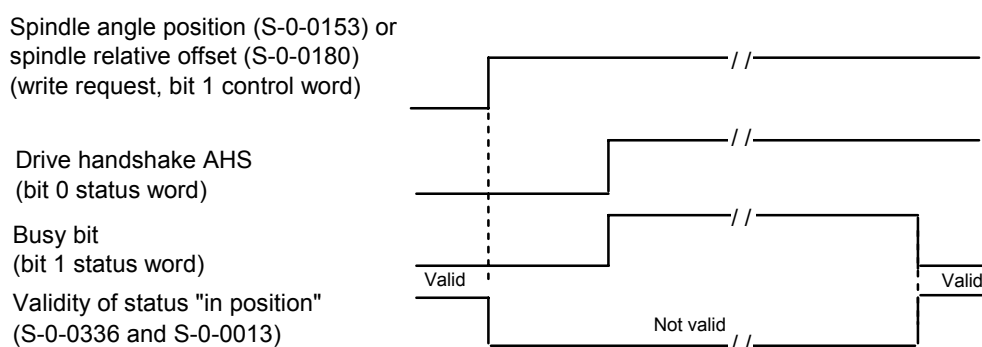 Spindle angle position (S-0-0153) or
spindle relative offset (S-0-0180)
(write request, bit 1 control word)
Drive handshake AHS
(bit 0 status word)
Busy bit
(bit 1 status word)
Valid
Valid
Validity of status "in position"
(S-0-0336 and S-0-0013)
Not valid